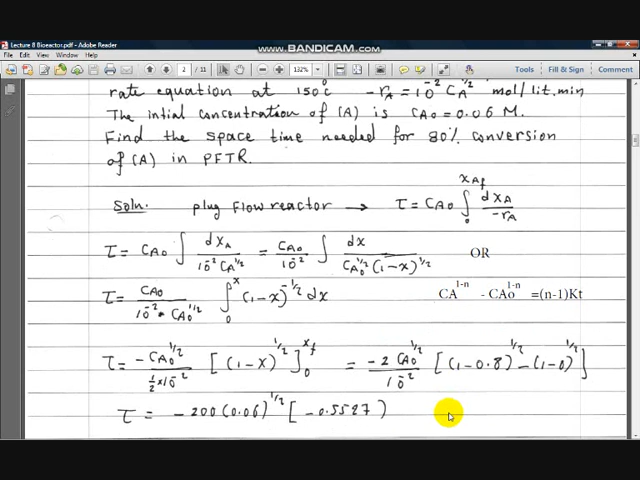 Lecture 8 Bioreactor.pdf - Adobe Reader
WWW.BANDICAM.COM
File Edit View Window Help
2 / 11 132% Tools Fill & Sign Comment
rate equation at 150°C -rA = 10^-2 CA^1/2 mol/lit.min
The intial concentration of (A) is CA0 = 0.06 M.
Find the space time needed for 80% conversion
of (A) in PFTR.
Soln. plug Flow reactor → τ = CA0 ∫0^XAf dXA/-rA
τ = CA0 ∫ dXA/10^-2 CA^1/2 = CA0/10^-2 ∫ dx/CA0^1/2 (1-x)^1/2 OR
τ = CA0/10^-2 * CA0^1/2 ∫0^x (1-x)^-1/2 dx CA^1-n - CAo^1-n =(n-1)Kt
τ = -CA0^1/2 / 1/2 x 10^-2 [(1-x)^1/2]0^xf = -2 CA0^1/2 / 10^-2 [(1-0.8)^1/2 - (1-0)^1/2]
τ = -200 (0.06)^1/2 [-0.5527)